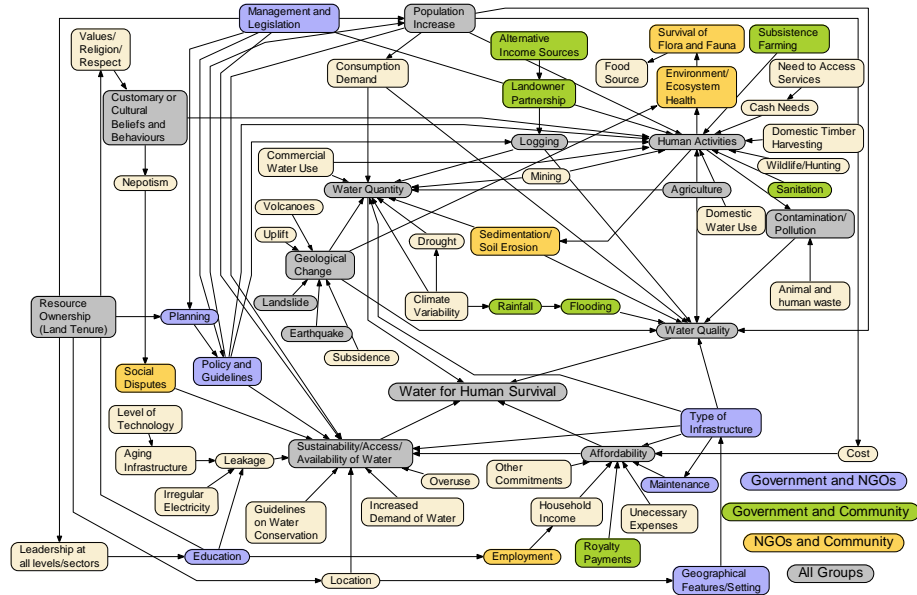 Management and
Legislation
Population
Increase
Values/
Religion/
Respect
Alternative
Income Sources
Survival of
Flora and Fauna
Subsistence
Farming
Consumption
Demand
Food
Source
Need to Access
Services
Landowner
Partnership
Environment/
Ecosystem
Health
Customary or
Cultural
Beliefs and
Behaviours
Cash Needs
Logging
Human Activities
Domestic Timber
Harvesting
Commercial
Water Use
Wildlife/Hunting
Nepotism
Mining
Water Quantity
Agriculture
Sanitation
Volcanoes
Domestic
Water Use
Contamination/
Pollution
Uplift
Drought
Sedimentation/
Soil Erosion
Geological
Change
Animal and
human waste
Landslide
Climate
Variability
Rainfall
Flooding
Resource
Ownership
(Land Tenure)
Planning
Earthquake
Water Quality
Subsidence
Social
Disputes
Policy and
Guidelines
Water for Human Survival
Level of
Technology
Type of
Infrastructure
Aging
Infrastructure
Leakage
Sustainability/Access/
Availability of Water
Affordability
Cost
Other
Commitments
Overuse
Maintenance
Government and NGOs
Irregular
Electricity
Guidelines
on Water
Conservation
Increased
Demand of Water
Household
Income
Unnecessary
Expenses
Government and Community
Leadership at
all levels/sectors
Education
Employment
Royalty
Payments
NGOs and Community
Location
Geographical
Features/Setting
All Groups